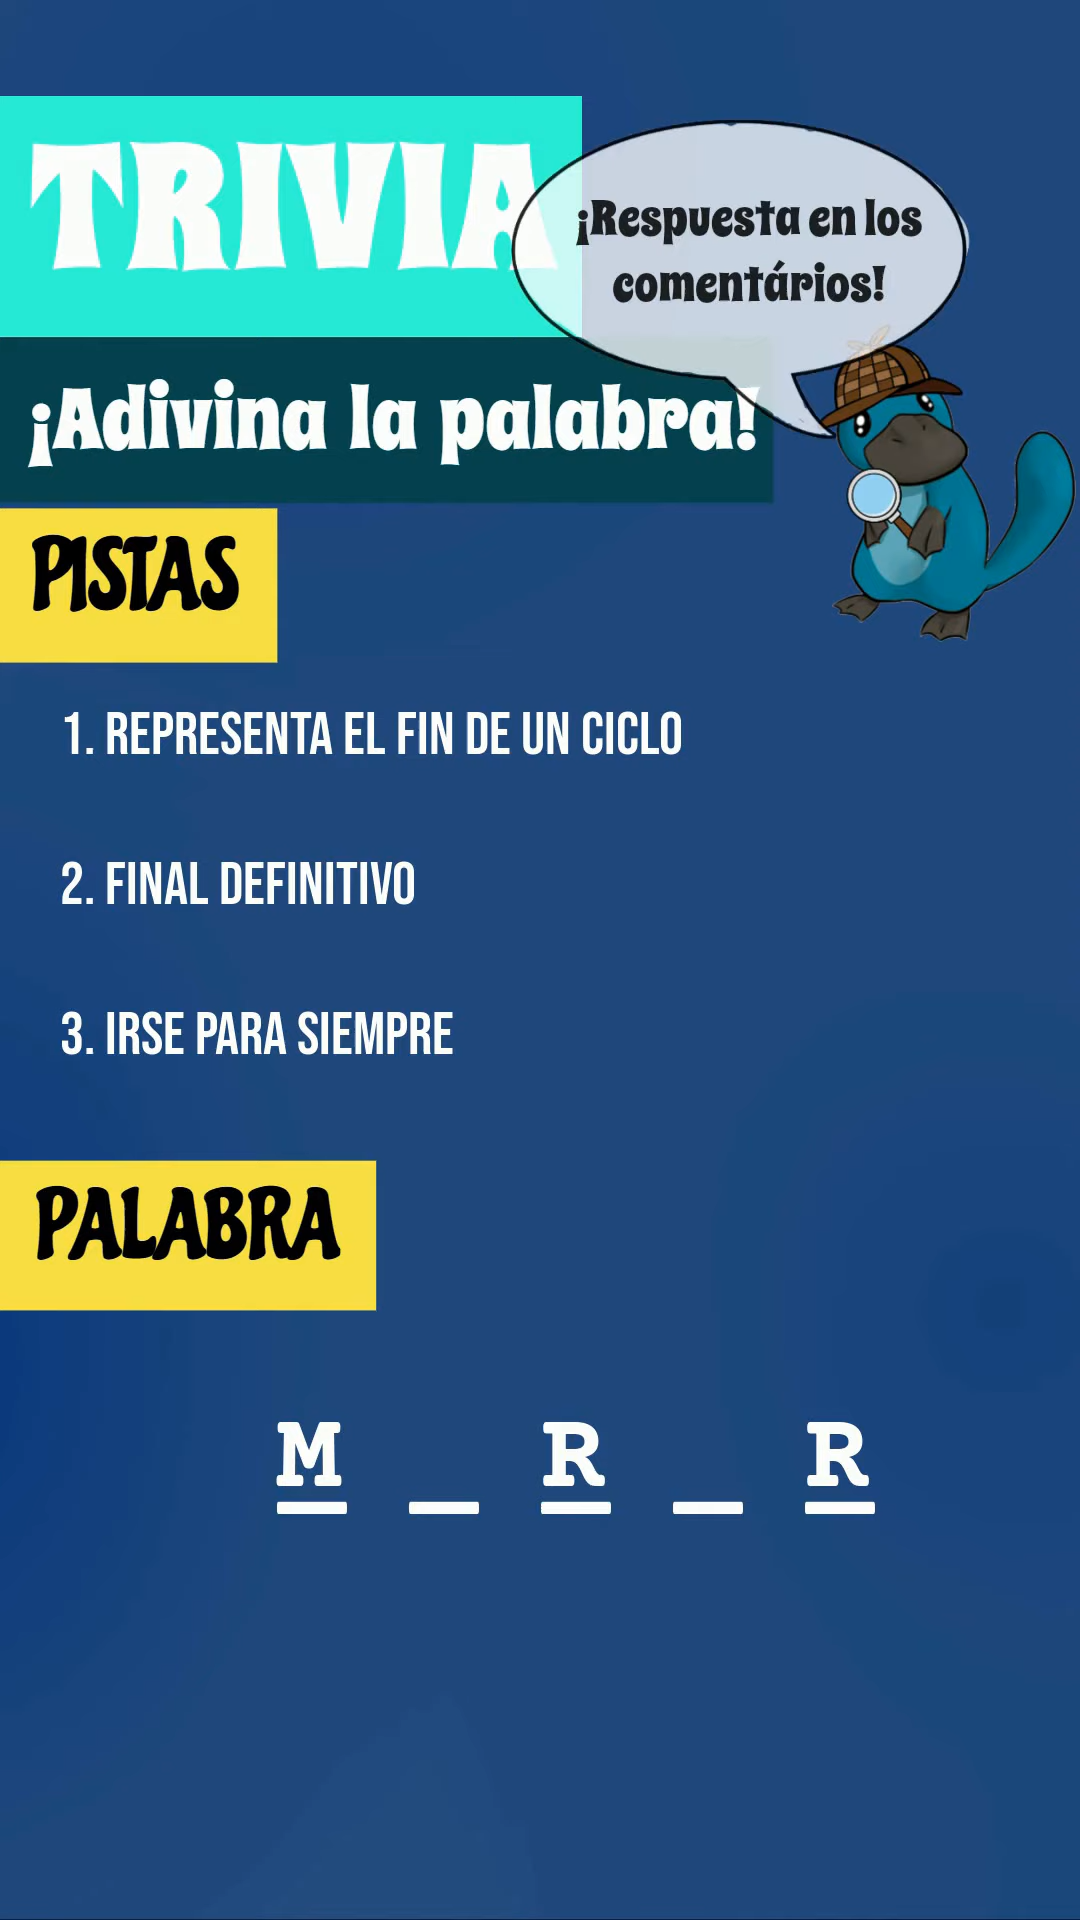 TRIVIA
¡Respuesta en los
comentários!
¡Adivina la palabra!
PISTAS
1. REPRESENTA EL FIN DE UN CICLO
2. FINAL DEFINITIVO
3. IRSE PARA SIEMPRE
PALABRA
M _ R _ R